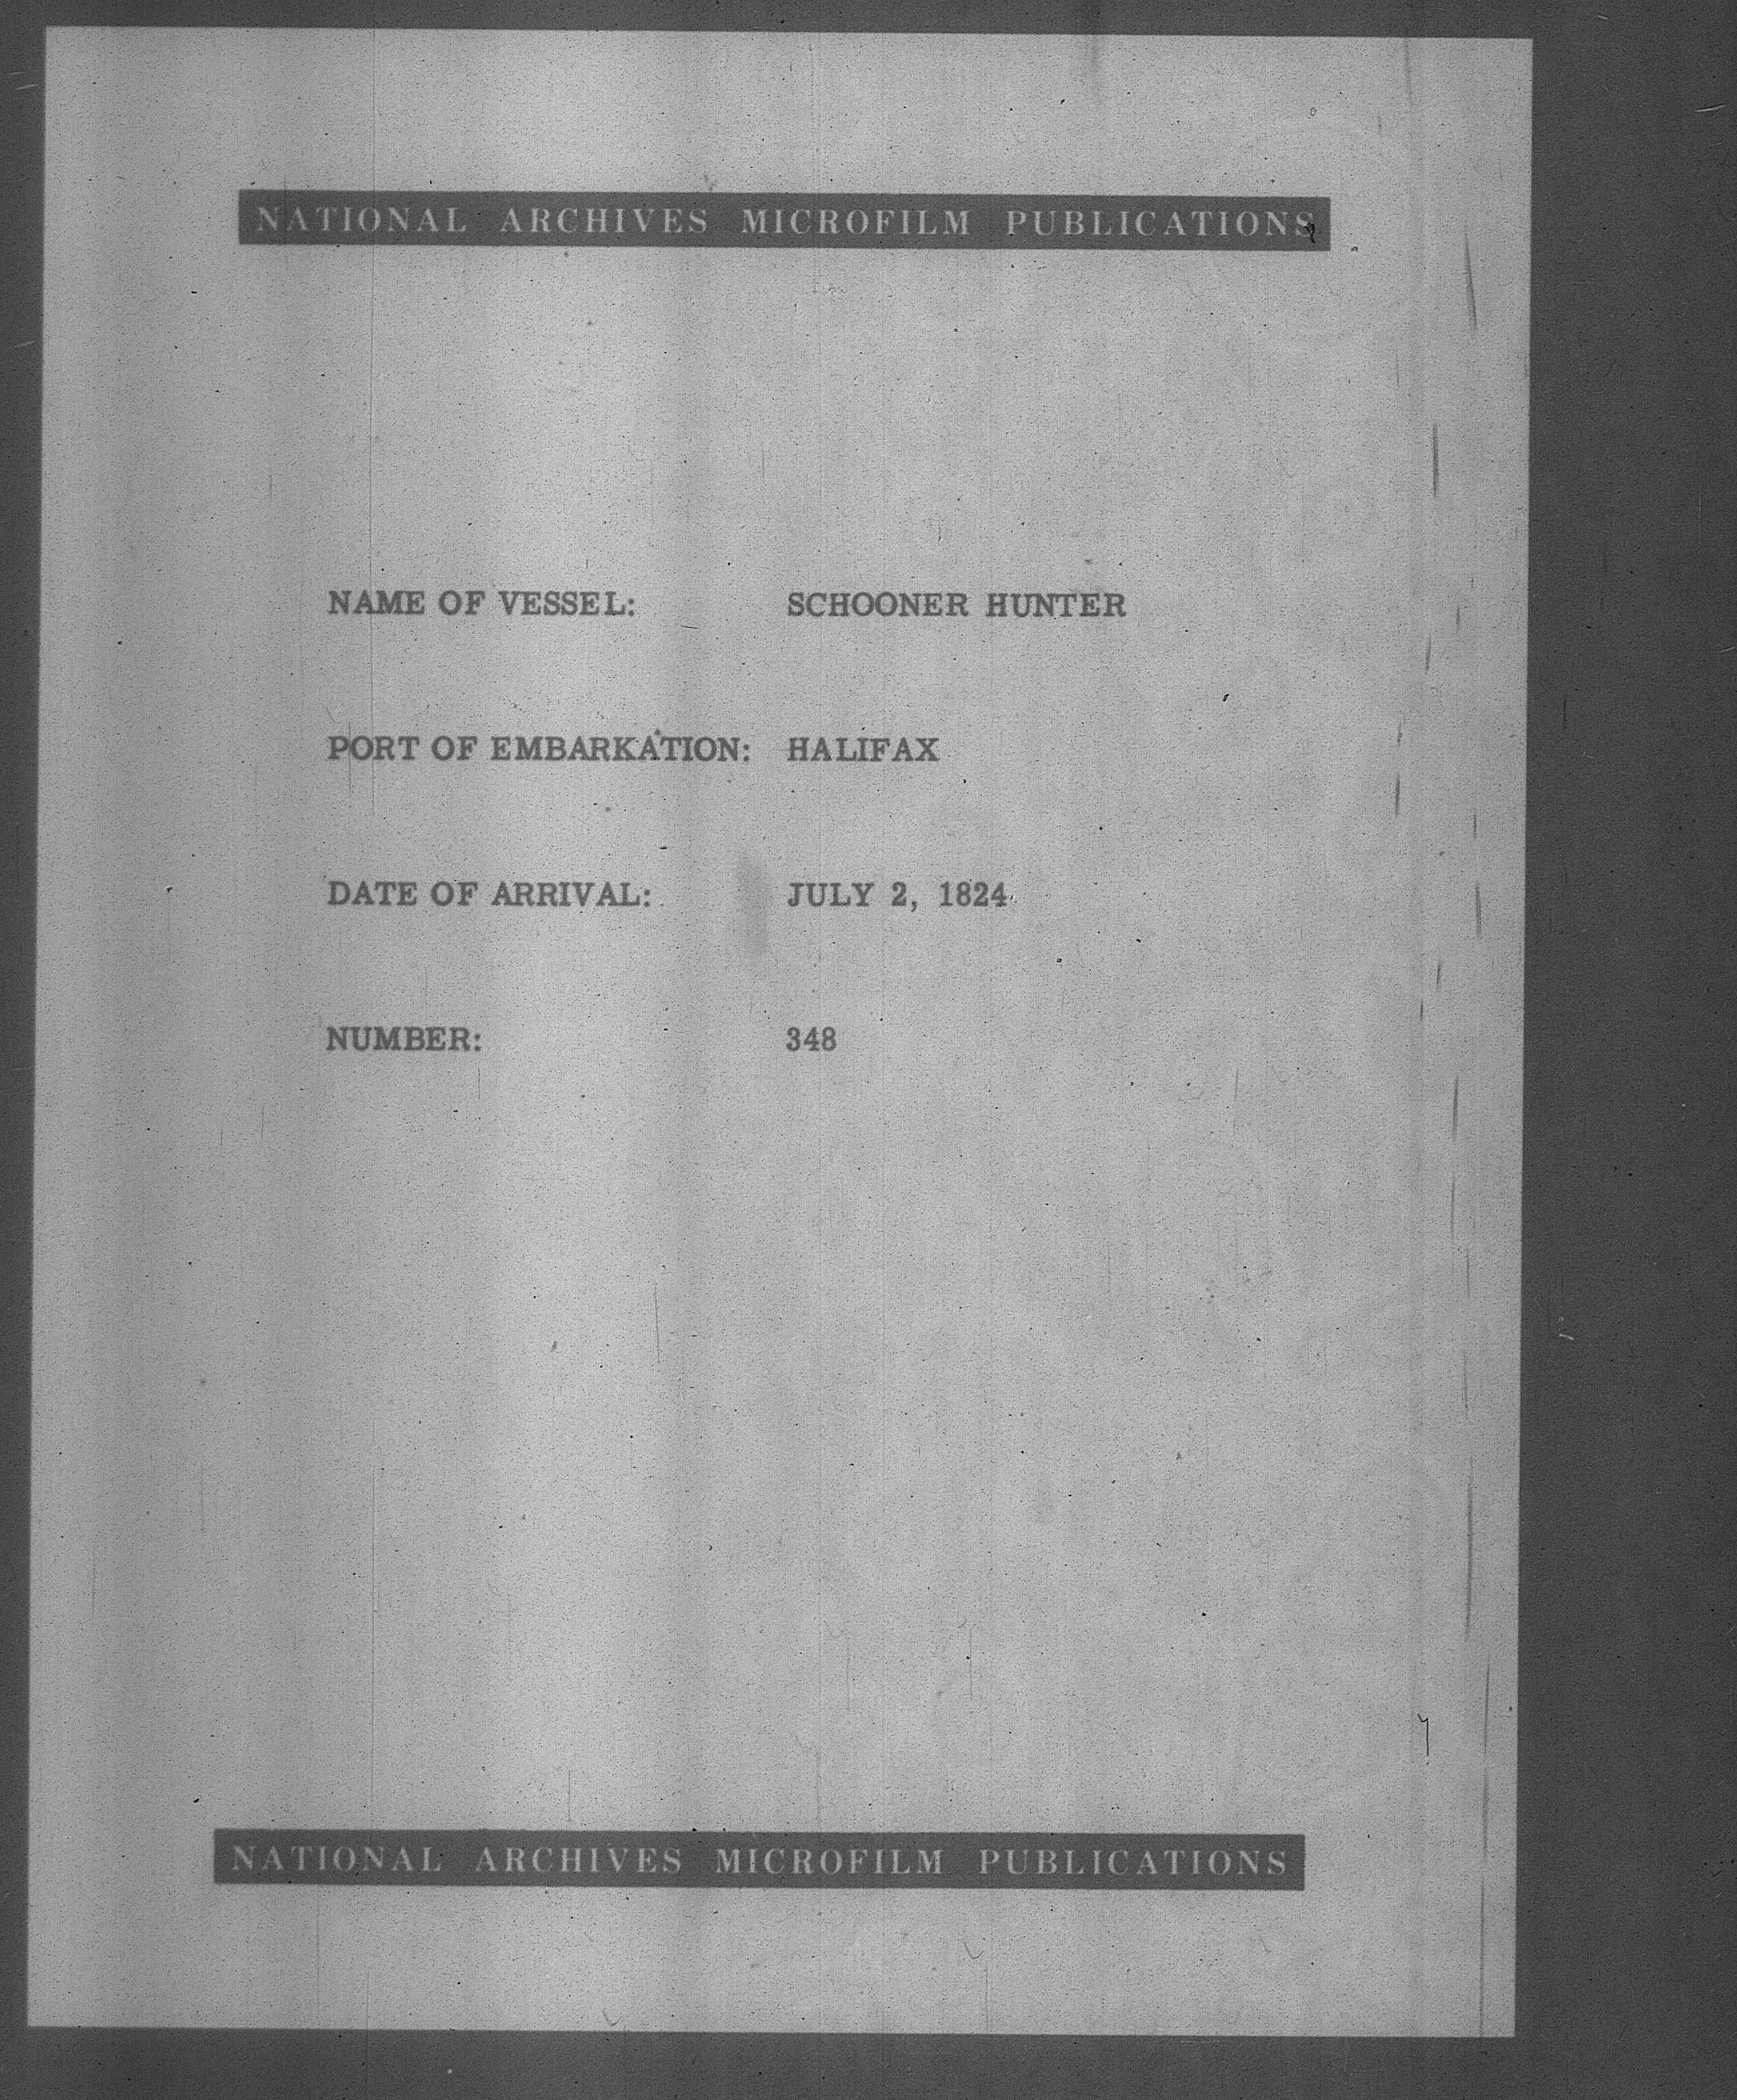 NATIONAL ARCHIVES MICROFILM PUBLICATIONS
NAME OF VESSEL: SCHOONER HUNTER
PORT OF EMBARKATION: HALIFAX
DATE OF ARRIVAL: JULY 2, 1824
NUMBER: 348
NATIONAL ARCHIVES MICROFILM PUBLICATIONS